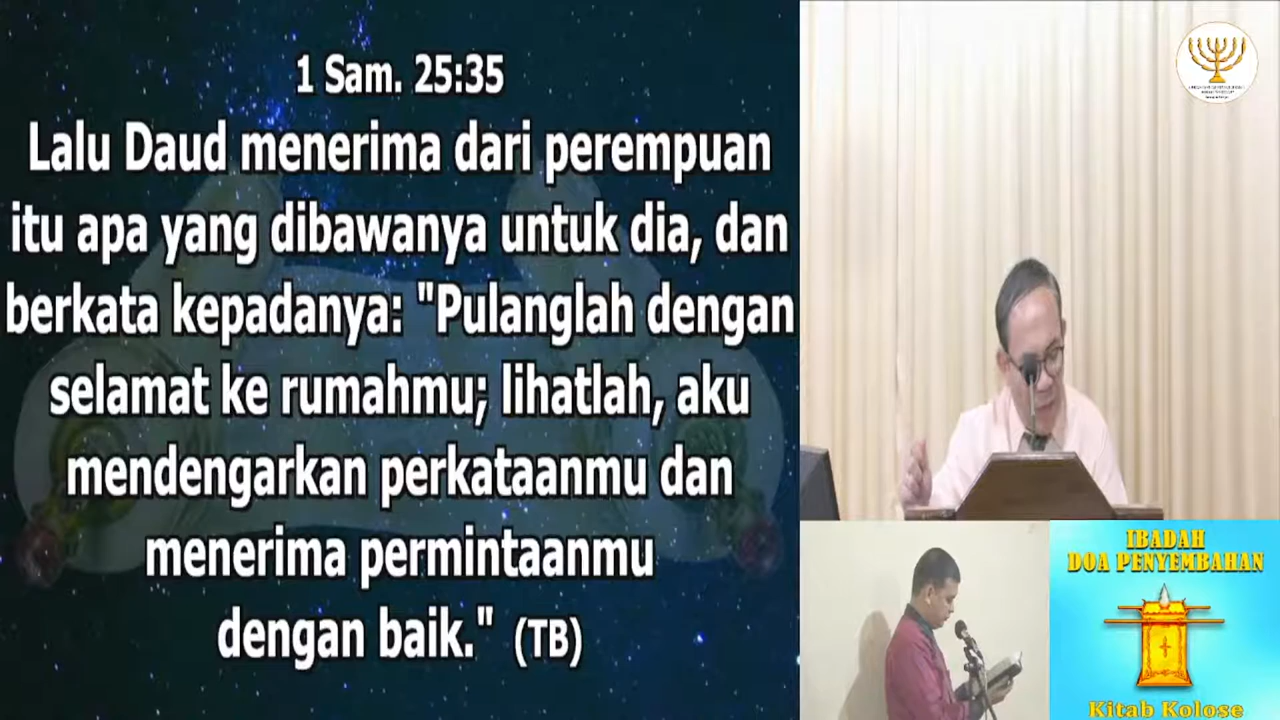 1 Sam. 25:35
Lalu Daud menerima dari perempuan
itu apa yang dibawanya untuk dia, dan
berkata kepadanya: "Pulanglah dengan
selamat ke rumahmu; lihatlah, aku
mendengarkan perkataanmu dan
menerima permintaanmu
dengan baik." (TB)
IBADAH
DOA PENYEMBAHAN
Kitab Kolose